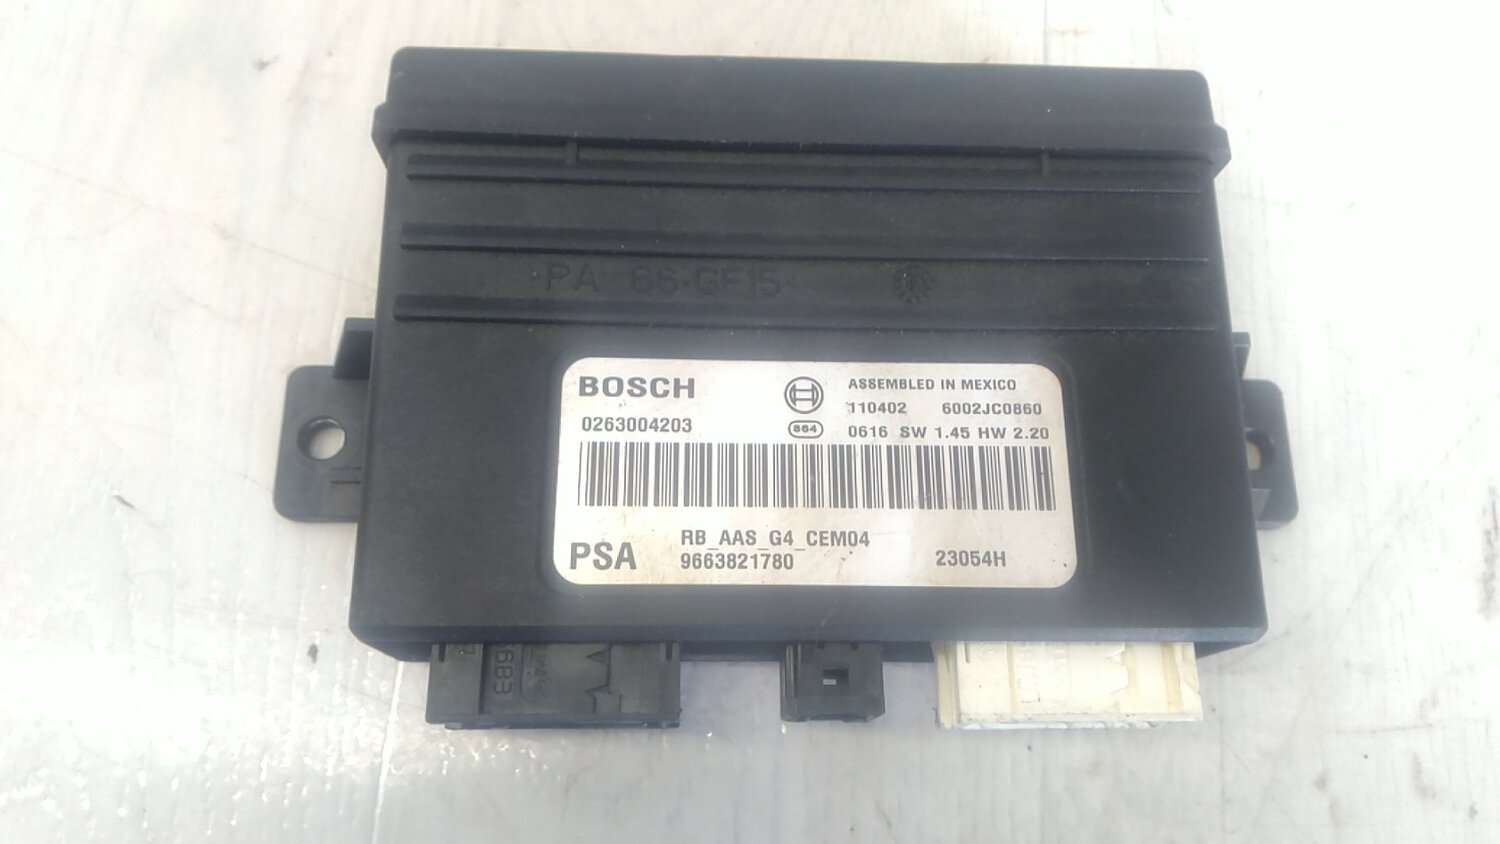 PA 66-GF15
BOSCH
ASSEMBLED IN MEXICO
110402 6002JC0860
0263004203
864
0616 SW 1.45 HW 2.20
RB_AAS_G4_CEM04
PSA 9663821780 23054H